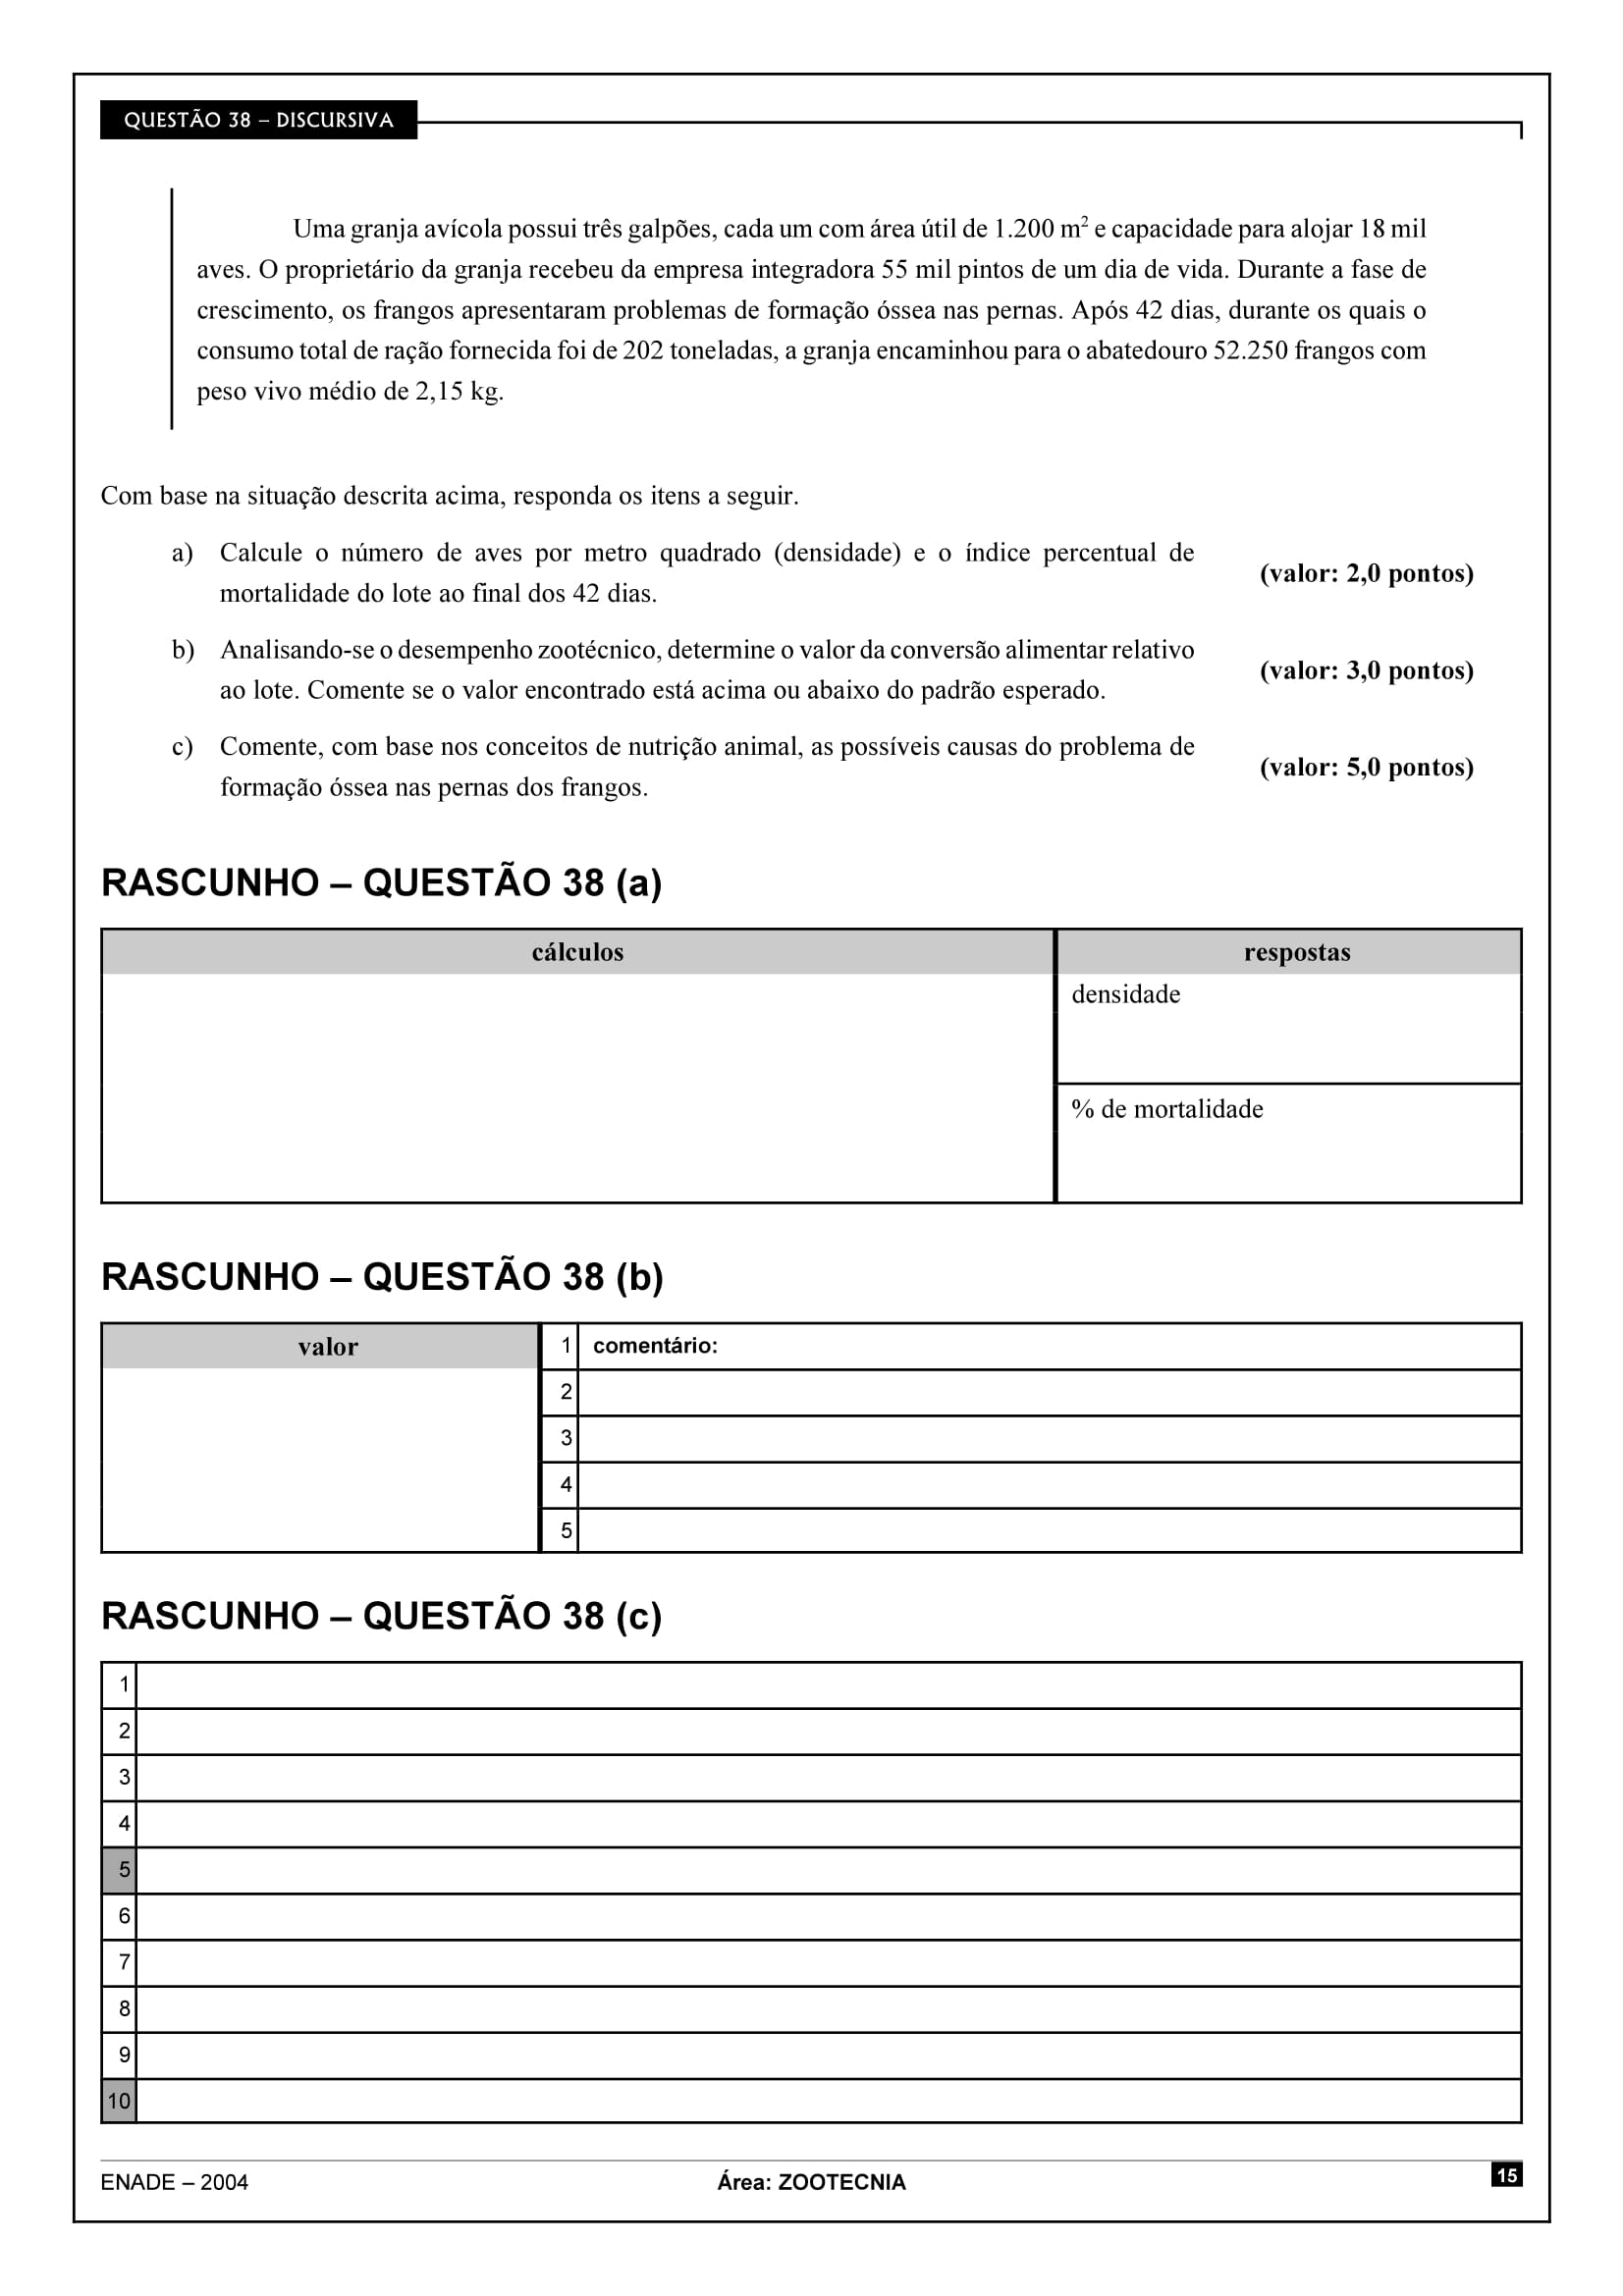 QUESTÃO 38 – DISCURSIVA
Uma granja avícola possui três galpões, cada um com área útil de 1.200 m² e capacidade para alojar 18 mil
aves. O proprietário da granja recebeu da empresa integradora 55 mil pintos de um dia de vida. Durante a fase de
crescimento, os frangos apresentaram problemas de formação óssea nas pernas. Após 42 dias, durante os quais o
consumo total de ração fornecida foi de 202 toneladas, a granja encaminhou para o abatedouro 52.250 frangos com
peso vivo médio de 2,15 kg.
Com base na situação descrita acima, responda os itens a seguir.
a) Calcule o número de aves por metro quadrado (densidade) e o índice percentual de
mortalidade do lote ao final dos 42 dias.
(valor: 2,0 pontos)
b) Analisando-se o desempenho zootécnico, determine o valor da conversão alimentar relativo
ao lote. Comente se o valor encontrado está acima ou abaixo do padrão esperado.
(valor: 3,0 pontos)
c) Comente, com base nos conceitos de nutrição animal, as possíveis causas do problema de
formação óssea nas pernas dos frangos.
(valor: 5,0 pontos)
RASCUNHO – QUESTÃO 38 (a)
cálculos respostas
densidade
% de mortalidade
RASCUNHO – QUESTÃO 38 (b)
valor 1 comentário:
2
3
4
5
RASCUNHO – QUESTÃO 38 (c)
1
2
3
4
5
6
7
8
9
10
ENADE – 2004 Área: ZOOTECNIA 15